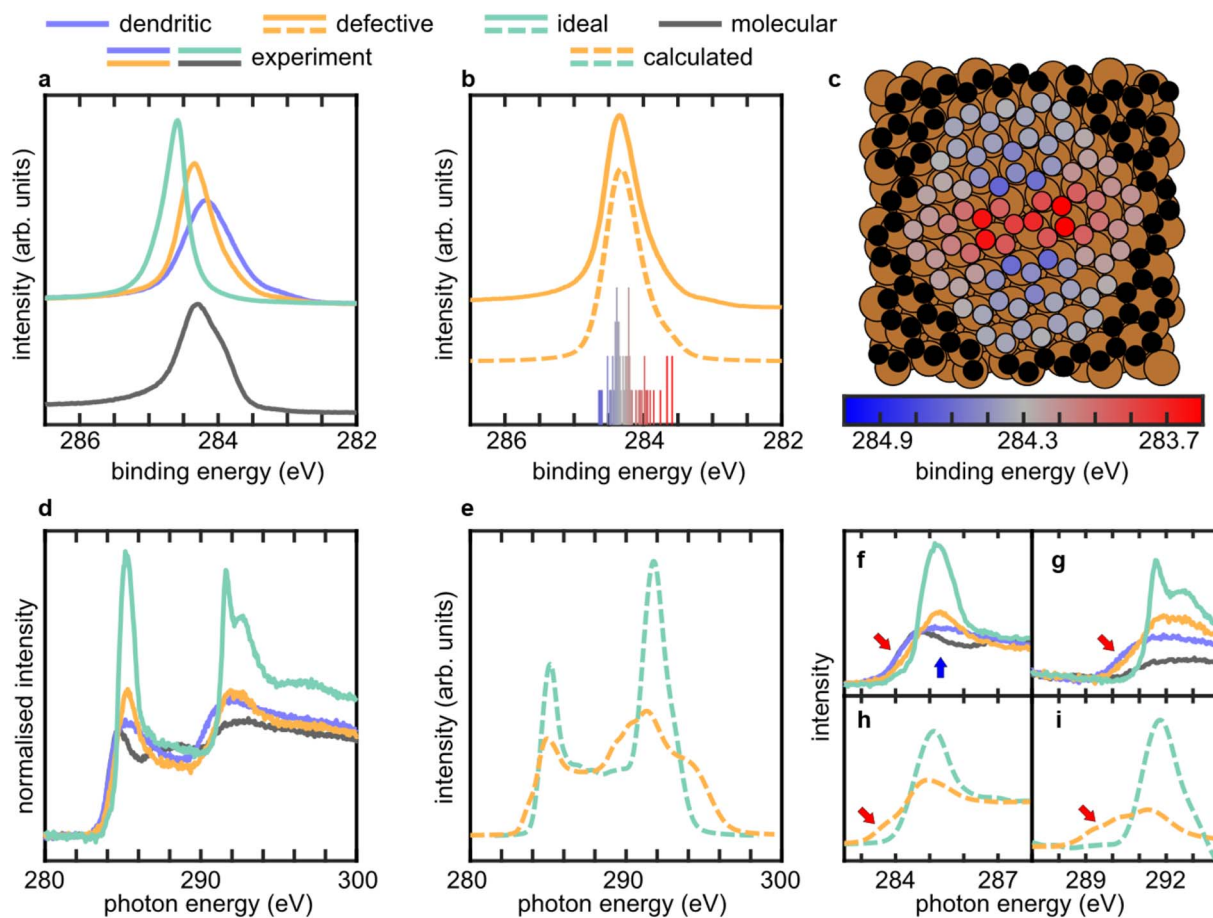 dendritic defective ideal molecular
experiment calculated
a
intensity (arb. units)
286 284 282
binding energy (eV)
b
intensity (arb. units)
286 284 282
binding energy (eV)
c
284.9 284.3 283.7
binding energy (eV)
d
normalised intensity
280 290 300
photon energy (eV)
e
intensity (arb. units)
280 290 300
photon energy (eV)
f g
intensity
h i
284 287 289 292
photon energy (eV)